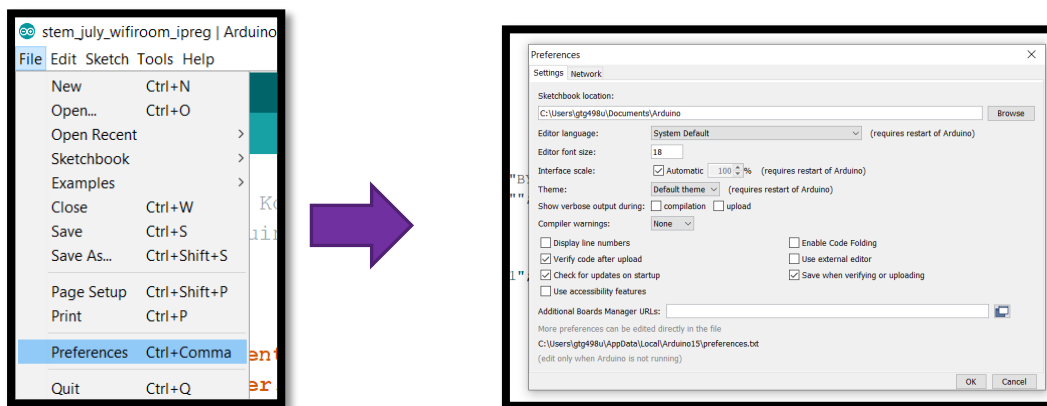 stem_july_wifiroom_ipreg | Arduino
File Edit Sketch Tools Help
New Ctrl+N
Open... Ctrl+O
Open Recent >
Sketchbook >
Examples >
Close Ctrl+W
Save Ctrl+S
Save As... Ctrl+Shift+S
Page Setup Ctrl+Shift+P
Print Ctrl+P
Preferences Ctrl+Comma
Quit Ctrl+Q
Preferences
Settings Network
Sketchbook location:
C:\Users\gtg498u\Documents\Arduino Browse
Editor language: System Default (requires restart of Arduino)
Editor font size: 18
Interface scale: Automatic 100 % (requires restart of Arduino)
Theme: Default theme (requires restart of Arduino)
Show verbose output during: compilation upload
Compiler warnings: None
Display line numbers Enable Code Folding
Verify code after upload Use external editor
Check for updates on startup Save when verifying or uploading
Use accessibility features
Additional Boards Manager URLs:
More preferences can be edited directly in the file
C:\Users\gtg498u\AppData\Local\Arduino15\preferences.txt
(edit only when Arduino is not running)
OK Cancel